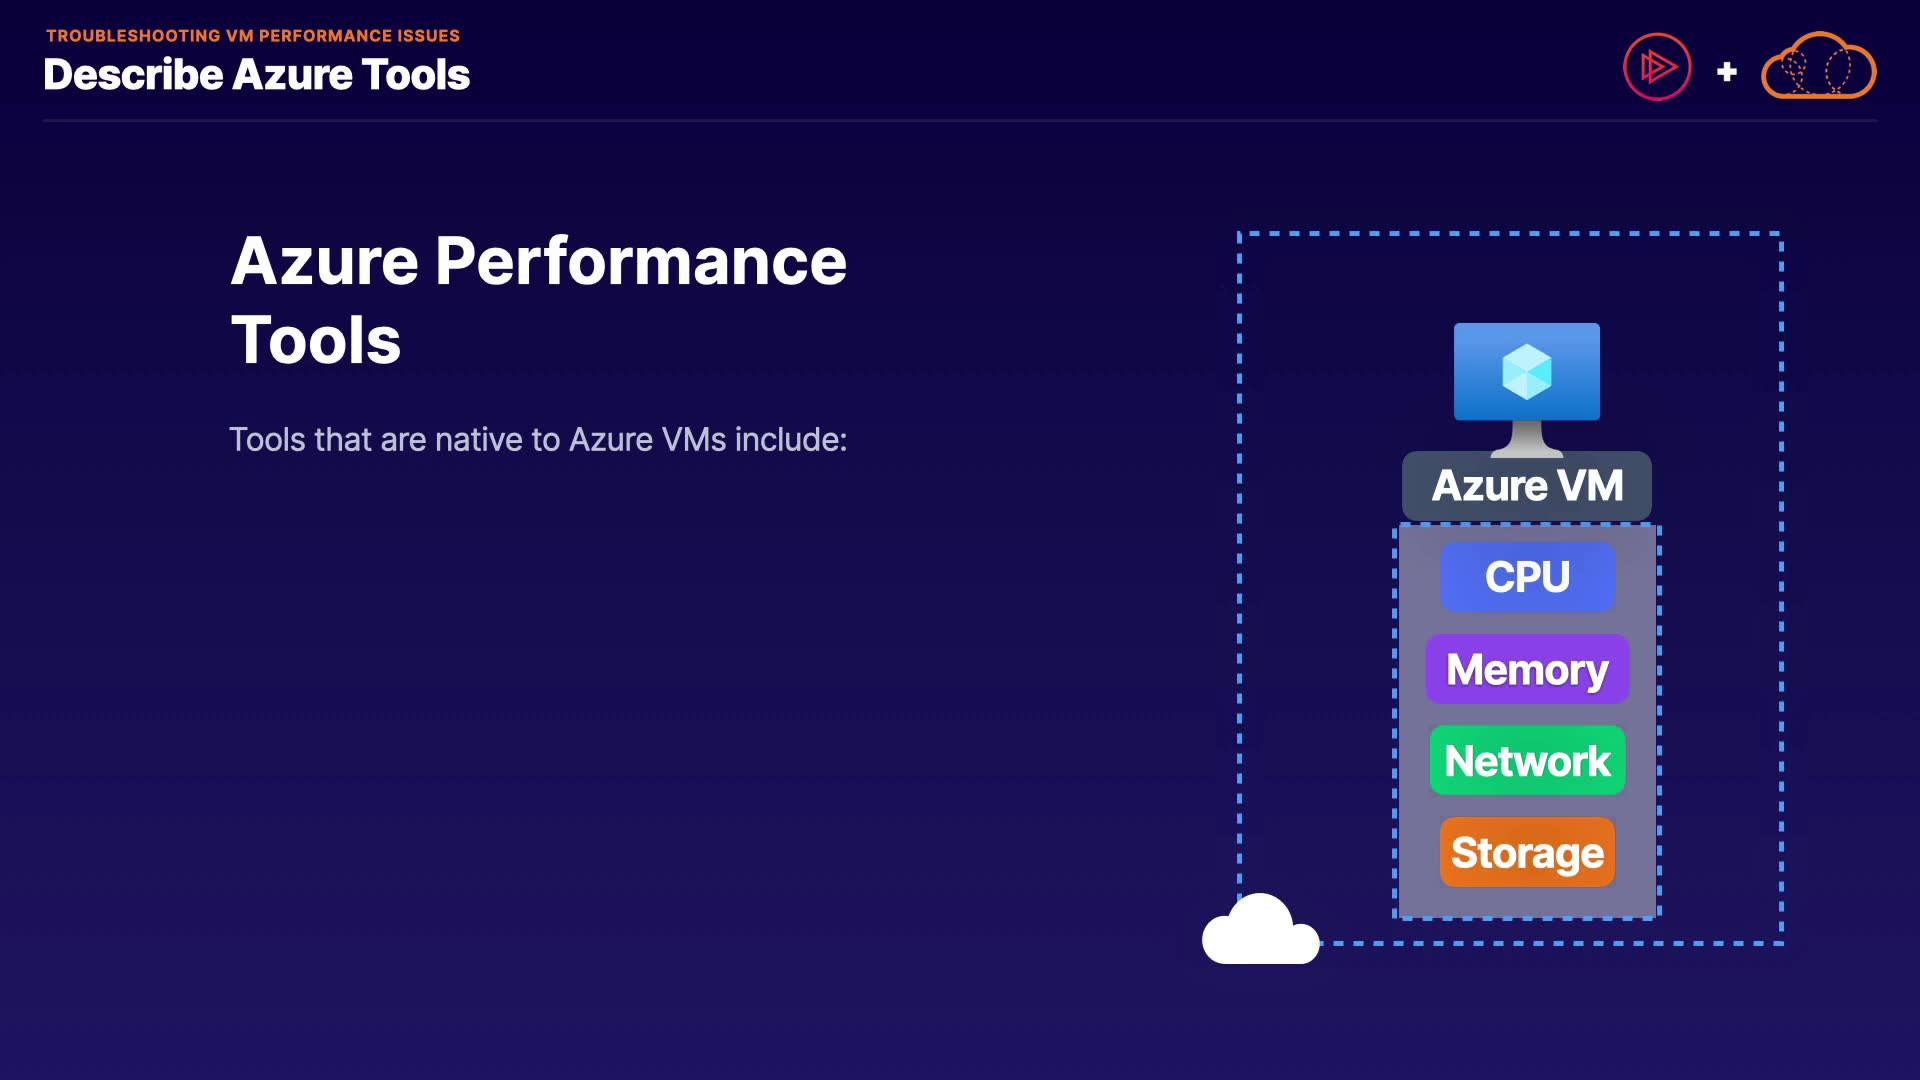 TROUBLESHOOTING VM PERFORMANCE ISSUES
Describe Azure Tools
Azure Performance
Tools
Tools that are native to Azure VMs include:
Azure VM
CPU
Memory
Network
Storage